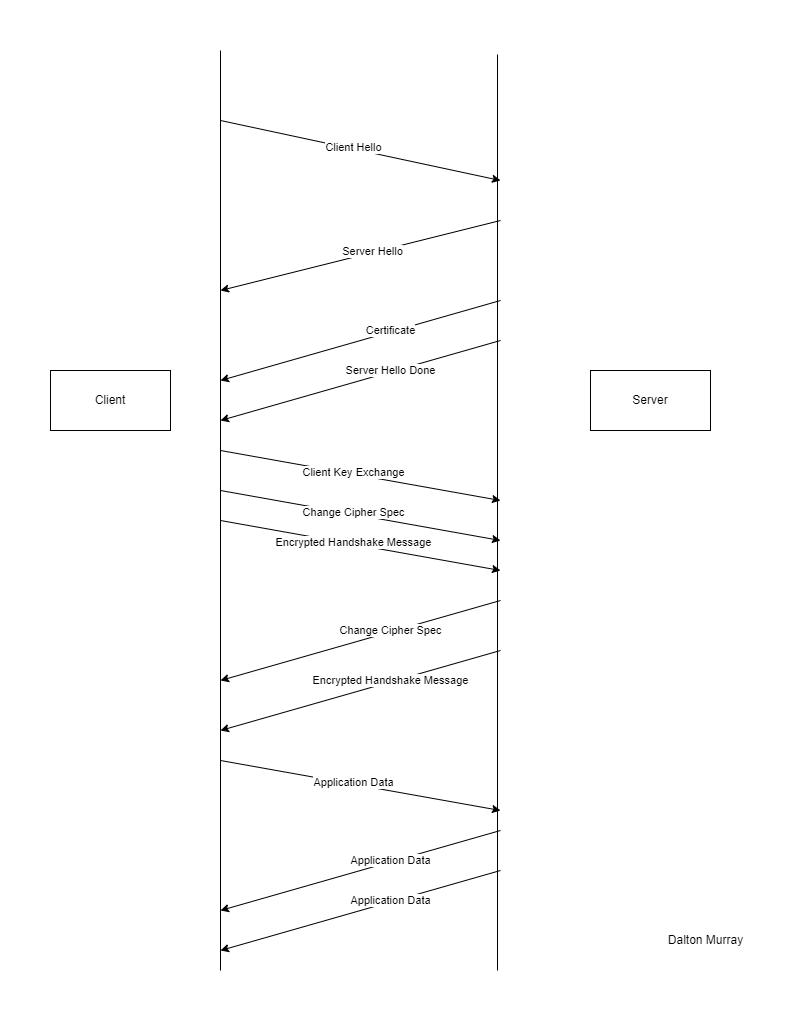 Client Hello
Server Hello
Certificate
Server Hello Done
Client
Server
Client Key Exchange
Change Cipher Spec
Encrypted Handshake Message
Change Cipher Spec
Encrypted Handshake Message
Application Data
Application Data
Application Data
Dalton Murray